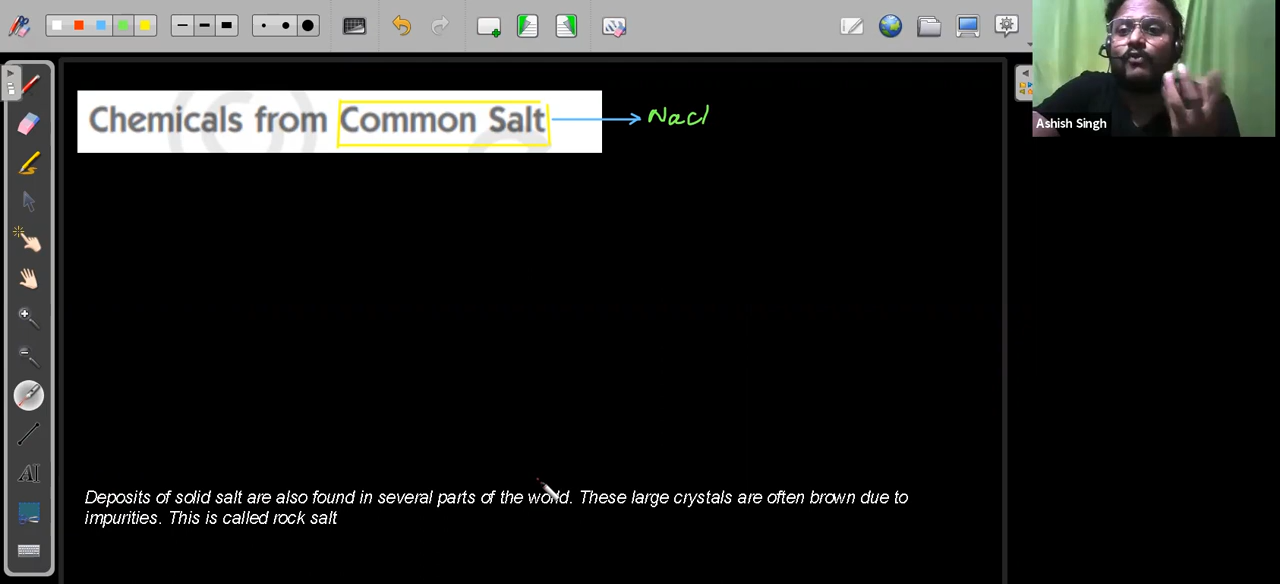 Chemicals from Common Salt
Nacl
Ashish Singh
Deposits of solid salt are also found in several parts of the world. These large crystals are often brown due to
impurities. This is called rock salt